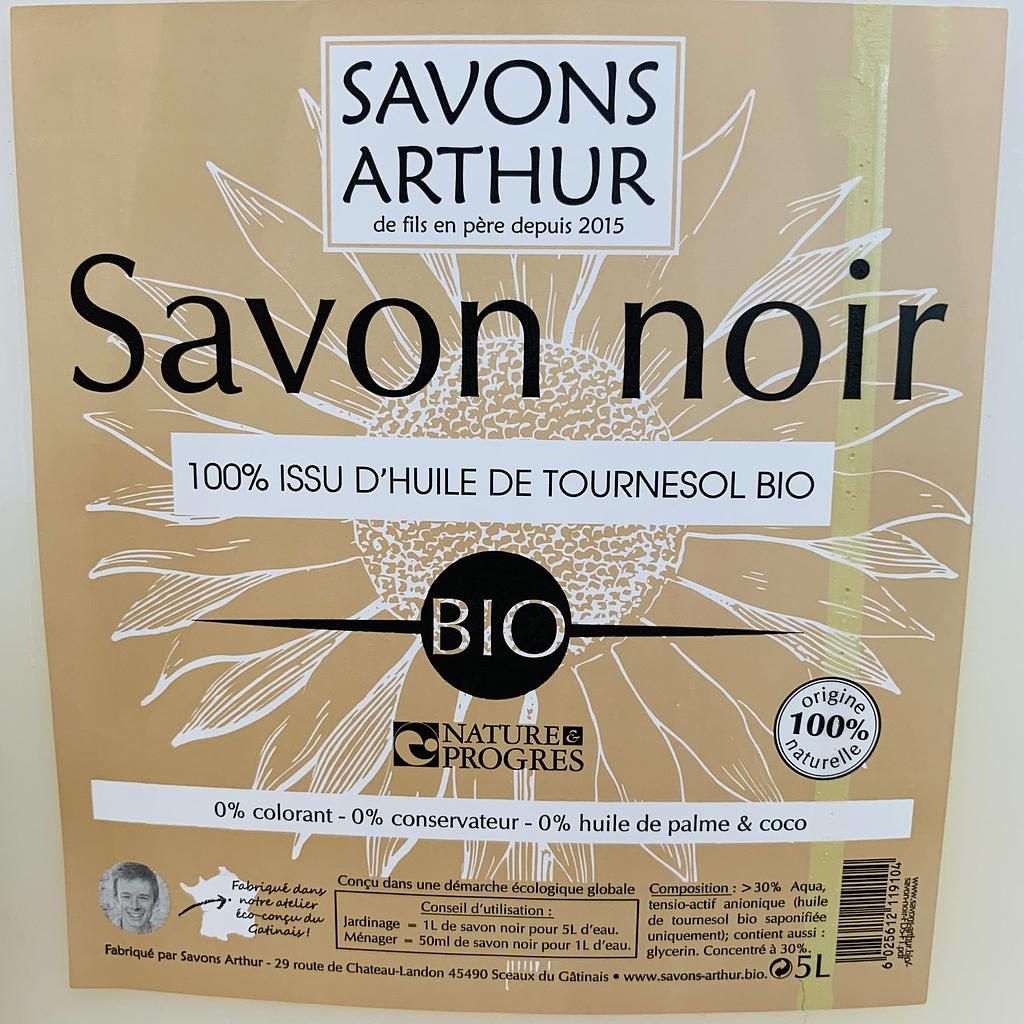 SAVONS
ARTHUR
de fils en père depuis 2015
Savon noir
100% ISSU D'HUILE DE TOURNESOL BIO
BIO
NATURE &
PROGRES
origine
100%
naturelle
0% colorant - 0% conservateur - 0% huile de palme & coco
Fabriqué dans
notre atelier
éco-conçu du
Gatinais !
Conçu dans une démarche écologique globale
Conseil d'utilisation :
Jardinage = 1L de savon noir pour 5L d'eau.
Ménager = 50ml de savon noir pour 1L d'eau.
Composition : >30% Aqua,
tensio-actif anionique (huile
de tournesol bio saponifiée
uniquement); contient aussi :
glycerin. Concentré à 30%.
5L
Fabriqué par Savons Arthur - 29 route de Chateau-Landon 45490 Sceaux du Gâtinais • www.savons-arthur.bio.
6 025612 119104